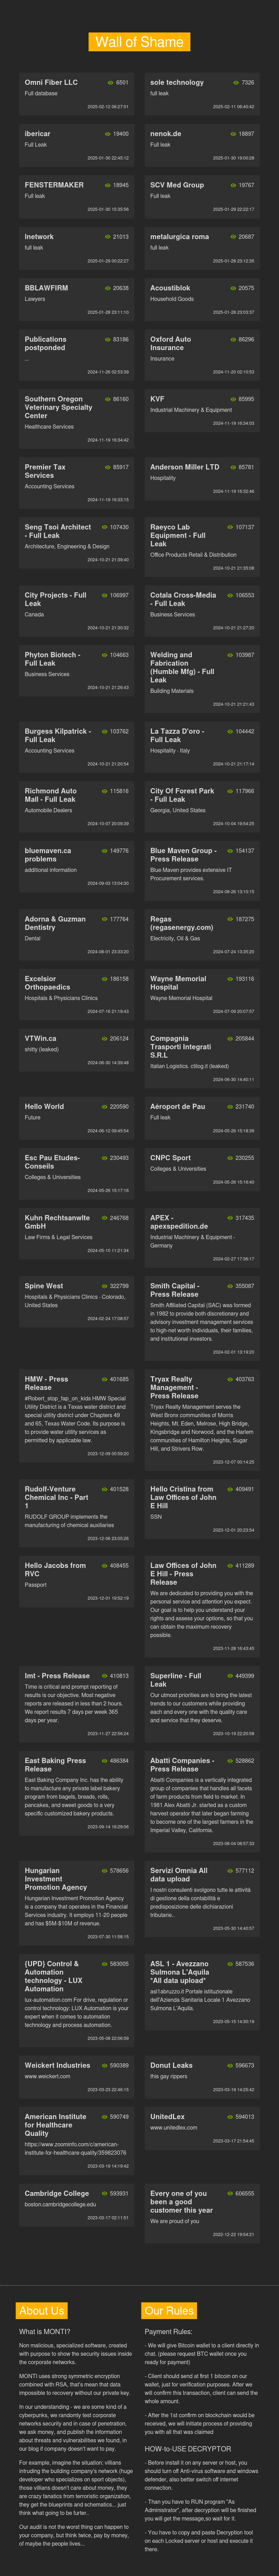 Wall of Shame
Omni Fiber LLC
6501
Full database
2025-02-12 06:27:01
sole technology
7326
full leak
2025-02-11 06:40:42
ibericar
19400
Full Leak
2025-01-30 22:45:12
nenok.de
18897
Full leak
2025-01-30 19:00:28
FENSTERMAKER
18945
Full leak
2025-01-30 15:35:56
SCV Med Group
19767
Full leak
2025-01-29 22:22:17
Inetwork
21013
full leak
2025-01-29 00:22:27
metalurgica roma
20687
full leak
2025-01-28 23:12:35
BBLAWFIRM
20638
Lawyers
2025-01-28 23:11:10
Acoustiblok
20575
Household Goods
2025-01-28 23:03:37
Publications
postponded
83186
...
2024-11-26 02:53:39
Oxford Auto
Insurance
86296
Insurance
2024-11-20 02:10:53
Southern Oregon
Veterinary Specialty
Center
86160
Healthcare Services
2024-11-19 16:34:42
KVF
85995
Industrial Machinery & Equipment
2024-11-19 16:34:03
Premier Tax
Services
85917
Accounting Services
2024-11-19 16:33:15
Anderson Miller LTD
85781
Hospitality
2024-11-19 16:32:46
Seng Tsoi Architect
- Full Leak
107430
Architecture, Engineering & Design
2024-10-21 21:39:40
Raeyco Lab
Equipment - Full
Leak
107137
Office Products Retail & Distribution
2024-10-21 21:35:08
City Projects - Full
Leak
106997
Canada
2024-10-21 21:30:32
Cotala Cross-Media
- Full Leak
106553
Business Services
2024-10-21 21:27:20
Phyton Biotech -
Full Leak
104663
Business Services
2024-10-21 21:26:43
Welding and
Fabrication
(Humble Mfg) - Full
Leak
103987
Building Materials
2024-10-21 21:21:43
Burgess Kilpatrick -
Full Leak
103762
Accounting Services
2024-10-21 21:20:54
La Tazza D'oro -
Full Leak
104442
Hospitality · Italy
2024-10-21 21:17:14
Richmond Auto
Mall - Full Leak
115816
Automobile Dealers
2024-10-07 20:09:39
City Of Forest Park
- Full Leak
117966
Georgia, United States
2024-10-04 19:54:25
bluemaven.ca
problems
149776
additional information
2024-09-03 13:04:30
Blue Maven Group -
Press Release
154137
Blue Maven provides extensive IT
Procurement services.
2024-08-26 12:10:15
Adorna & Guzman
Dentistry
177764
Dental
2024-08-01 23:33:20
Regas
(regasenergy.com)
187275
Electricity, Oil & Gas
2024-07-24 13:35:20
Excelsior
Orthopaedics
186158
Hospitals & Physicians Clinics
2024-07-16 21:19:43
Wayne Memorial
Hospital
193116
Wayne Memorial Hospital
2024-07-09 20:07:57
VTWin.ca
206124
shitty (leaked)
2024-06-30 14:39:48
Compagnia
Trasporti Integrati
S.R.L
205844
Italian Logistics. ctilog.it (leaked)
2024-06-30 14:40:11
Hello World
220590
Future
2024-06-12 09:45:54
Aéroport de Pau
231740
Full leak
2024-05-26 15:18:39
Esc Pau Etudes-
Conseils
230493
Colleges & Universities
2024-05-26 15:17:16
CNPC Sport
230255
Colleges & Universities
2024-05-26 15:16:40
Kuhn Rechtsanwlte
GmbH
246768
Law Firms & Legal Services
2024-05-10 11:21:34
APEX -
apexspedition.de
317435
Industrial Machinery & Equipment -
Germany
2024-02-27 17:36:17
Spine West
322799
Hospitals & Physicians Clinics · Colorado,
United States
2024-02-24 17:08:57
Smith Capital -
Press Release
355087
Smith Affiliated Capital (SAC) was formed
in 1982 to provide both discretionary and
advisory investment management services
to high-net worth individuals, their families,
and institutional investors.
2024-02-01 13:19:20
HMW - Press
Release
401685
#Robert_stop_fap_on_kids HMW Special
Utility District is a Texas water district and
special utility district under Chapters 49
and 65, Texas Water Code. Its purpose is
to provide water utility services as
permitted by applicable law.
2023-12-09 00:59:20
Tryax Realty
Management -
Press Release
403763
Tryax Realty Management serves the
West Bronx communities of Morris
Heights, Mt. Eden, Melrose, High Bridge,
Kingsbridge and Norwood, and the Harlem
communities of Hamilton Heights, Sugar
Hill, and Strivers Row.
2023-12-07 00:14:25
Rudolf-Venture
Chemical Inc - Part
1
401528
RUDOLF GROUP implements the
manufacturing of chemical auxiliaries
2023-12-06 23:05:26
Hello Cristina from
Law Offices of John
E Hill
409491
SSN
2023-12-01 20:23:54
Hello Jacobs from
RVC
408455
Passport
2023-12-01 19:52:19
Law Offices of John
E Hill - Press
Release
411289
We are dedicated to providing you with the
personal service and attention you expect.
Our goal is to help you understand your
rights and assess your options, so that you
can obtain the maximum recovery
possible.
2023-11-28 16:43:45
Imt - Press Release
410813
Time is critical and prompt reporting of
results is our objective. Most negative
reports are released in less than 2 hours.
We report results 7 days per week 365
days per year.
2023-11-27 22:56:24
Superline - Full
Leak
449399
Our utmost priorities are to bring the latest
trends to our customers while providing
each and every one with the quality care
and service that they deserve.
2023-10-19 22:20:58
East Baking Press
Release
486384
East Baking Company Inc. has the ability
to manufacture any private label bakery
program from bagels, breads, rolls,
pancakes, and sweet goods to a very
specific customized bakery products.
2023-09-14 16:29:06
Abatti Companies -
Press Release
528862
Abatti Companies is a vertically integrated
group of companies that handles all facets
of farm products from field to market. In
1981 Alex Abatti Jr. started as a custom
harvest operator that later began farming
to become one of the largest farmers in the
Imperial Valley, California.
2023-08-04 06:57:33
Hungarian
Investment
Promotion Agency
578656
Hungarian Investment Promotion Agency
is a company that operates in the Financial
Services industry. It employs 11-20 people
and has $5M-$10M of revenue.
2023-07-30 11:58:15
Servizi Omnia All
data upload
577112
I nostri consulenti svolgono tutte le attività
di gestione della contabilità e
predisposizione delle dichiarazioni
tributarie..
2023-05-30 14:40:57
{UPD} Control &
Automation
technology - LUX
Automation
583005
lux-automation.com For drive, regulation or
control technology: LUX Automation is your
expert when it comes to automation
technology and process automation.
2023-05-08 22:06:59
ASL 1 - Avezzano
Sulmona L'Aquila
*All data upload*
587536
asl1abruzzo.it Portale istituzionale
dell'Azienda Sanitaria Locale 1 Avezzano
Sulmona L'Aquila.
2023-05-15 14:30:19
Weickert Industries
590389
www.weickert.com
2023-03-23 22:46:15
Donut Leaks
596673
this gay rippers
2023-03-19 14:25:42
American Institute
for Healthcare
Quality
590749
https://www.zoominfo.com/c/american-
institute-for-healthcare-quality/359823076
2023-03-19 14:19:42
UnitedLex
594013
www.unitedlex.com
2023-03-17 21:54:45
Cambridge College
593931
boston.cambridgecollege.edu
2023-03-17 02:11:51
Every one of you
been a good
customer this year
606555
We are proud of you
2022-12-22 19:54:21
About Us
What is MONTI?
Non malicious, specialized software, created
with purpose to show the security issues inside
the corporate networks.
MONTI uses strong symmetric encryption
combined with RSA, that's mean that data
impossible to recovery without our private key.
In our understanding - we are some kind of a
cyberpunks, we randomly test corporate
networks security and in case of penetration,
we ask money, and publish the information
about threats and vulnerabilities we found, in
our blog if company doesn't want to pay.
For example, imagine the situation: villians
intruding the building company's network (huge
developer who specializes on airport objects),
those villians doesn't care about money, they
are crazy fanatics from terroristic organization,
they get the blueprints and schematics... just
think what going to be furter..
Our audit is not the worst thing can happen to
your company, but think twice, pay by money,
of maybe the people lives...
Our Rules
Payment Rules:
- We will give Bitcoin wallet to a client directly in
chat. (please request BTC wallet once you
ready for payment)
- Client should send at first 1 bitcoin on our
wallet, just for verification purposes. After we
will confirm this transaction, client can send the
whole amount.
- After the 1st confirm on blockchain would be
received, we will initiate process of providing
you with all that was claimed
HOW-to-USE DECRYPTOR
- Before install it on any server or host, you
should turn off Anti-virus software and windows
defender, also better switch off internet
connection.
- Than you have to RUN program "As
Administrator", after decryption will be finished
you will get the message,so wait for it.
- You have to copy and paste Decryption tool
on each Locked server or host and execute it
there.